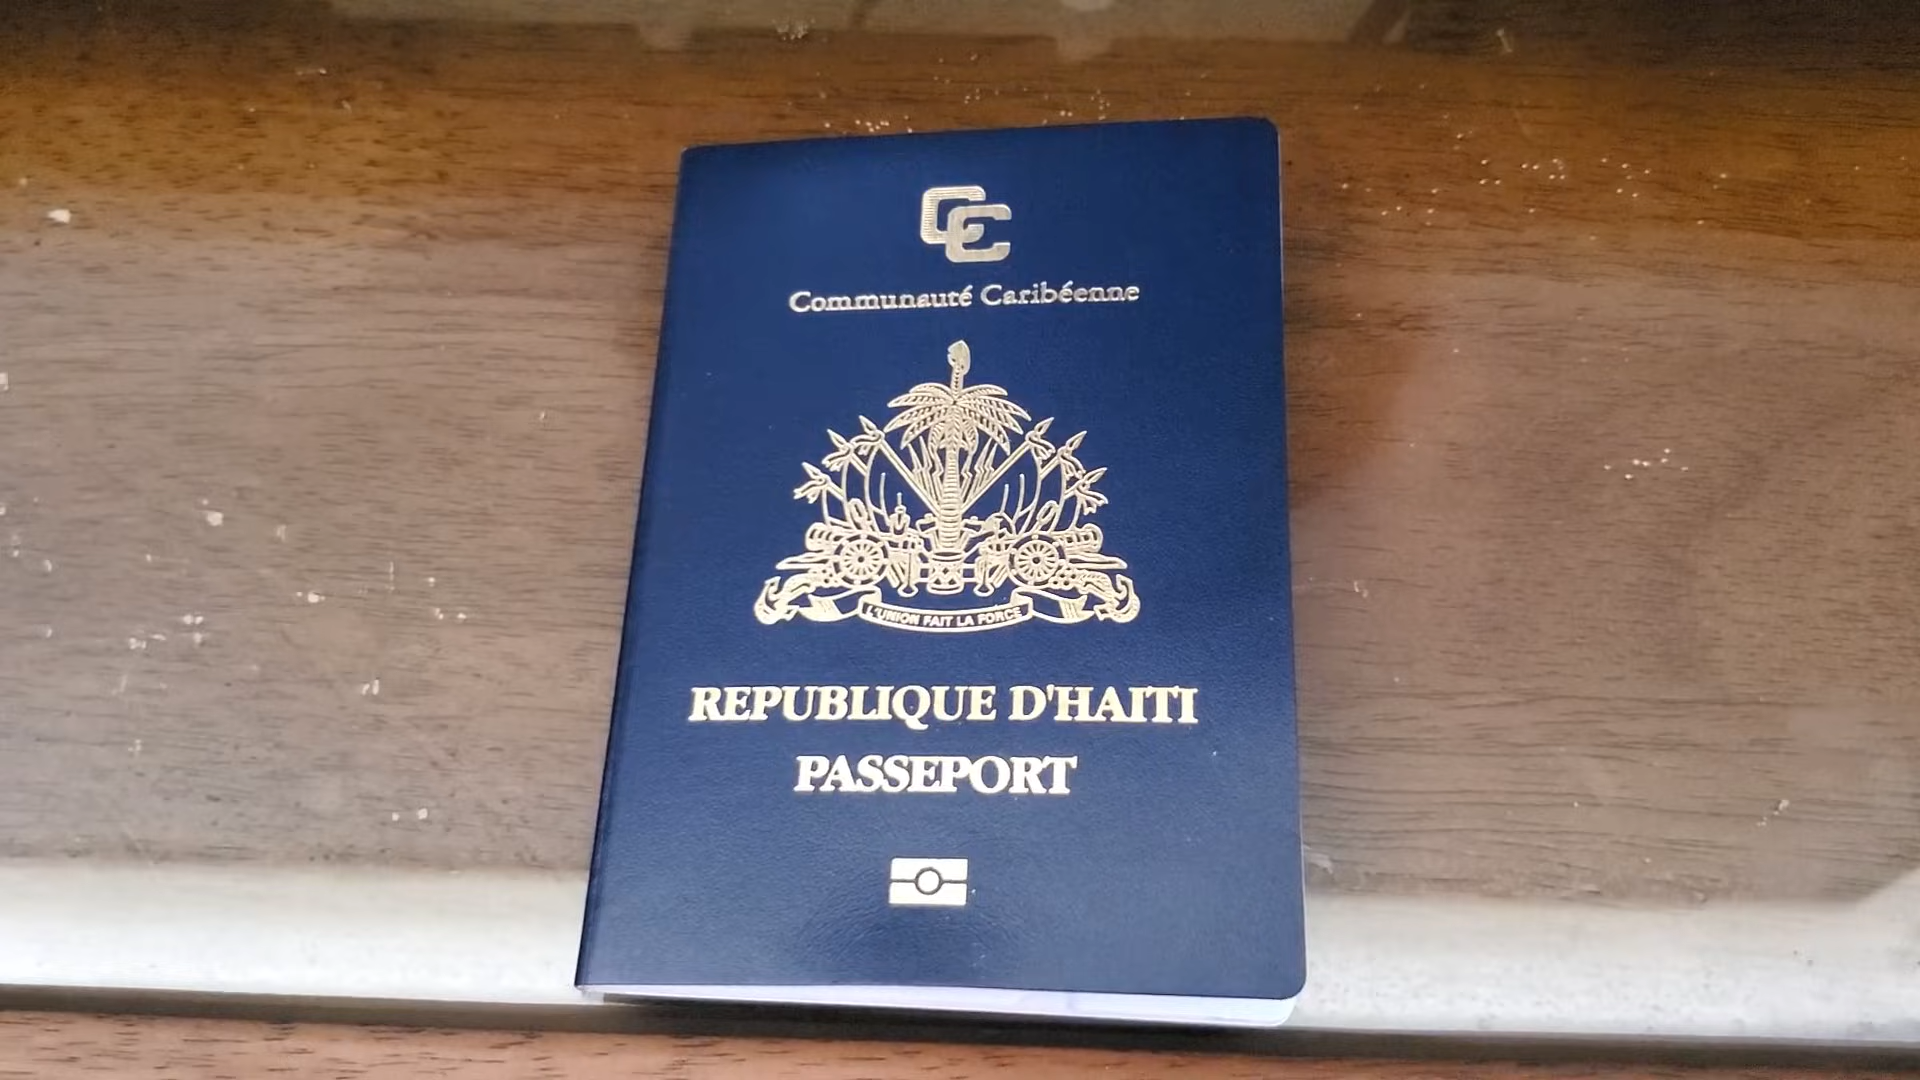 CC
Communauté Caribéenne
L'UNION FAIT LA FORCE
REPUBLIQUE D'HAITI
PASSEPORT